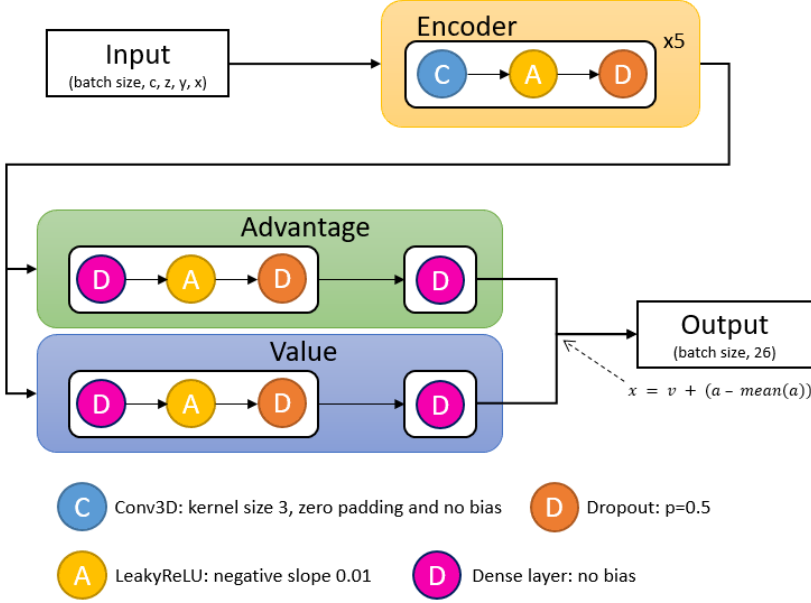 Input
(batch size, c, z, y, x)
Encoder
x5
C
A
D
Advantage
D
A
D
D
Value
D
A
D
D
Output
(batch size, 26)
x = v + (a – mean(a))
C
Conv3D: kernel size 3, zero padding and no bias
D
Dropout: p=0.5
A
LeakyReLU: negative slope 0.01
D
Dense layer: no bias